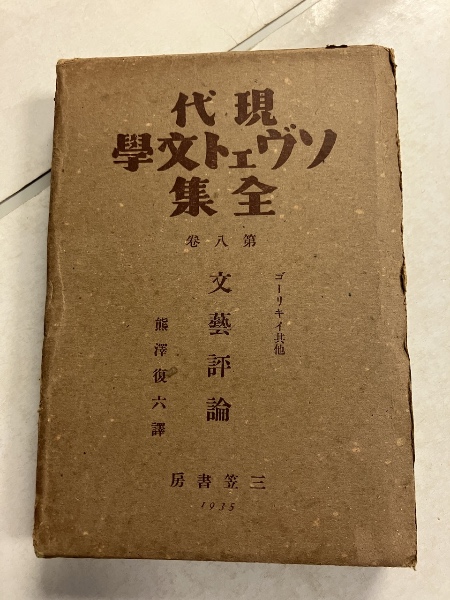 現代
ソヴェト文學
全集
第八卷
ゴーリキイ其他
文藝評論
熊澤復六譯
三笠書房
1935